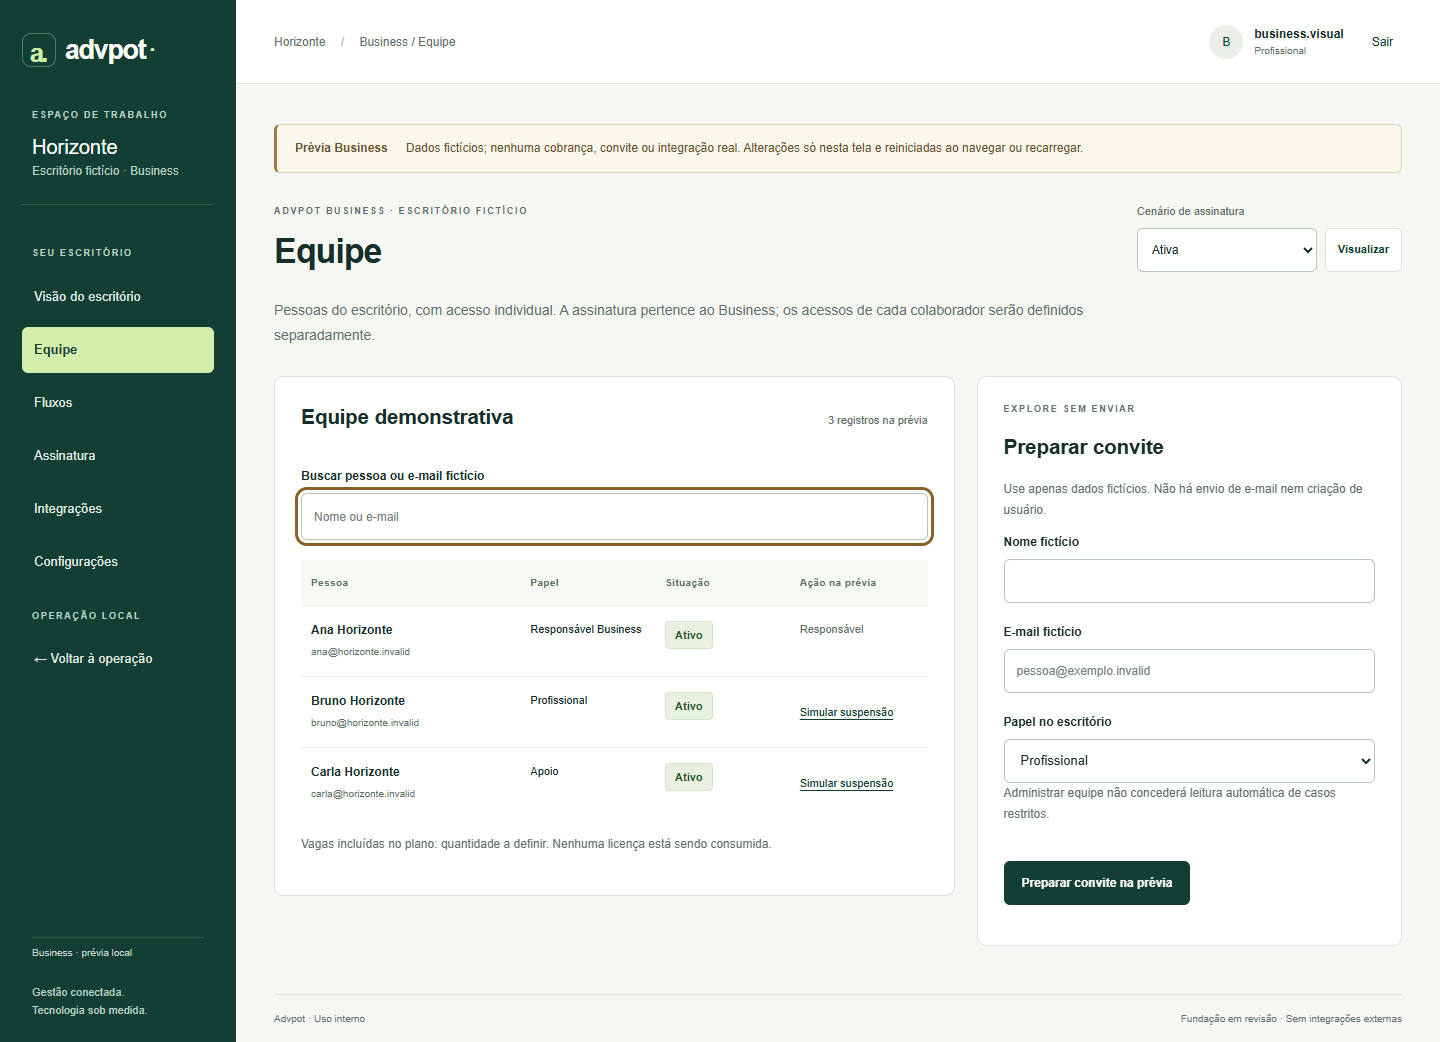 a advpot·
ESPAÇO DE TRABALHO
Horizonte
Escritório fictício · Business
SEU ESCRITÓRIO
Visão do escritório
Equipe
Fluxos
Assinatura
Integrações
Configurações
OPERAÇÃO LOCAL
← Voltar à operação
Business · prévia local
Gestão conectada.
Tecnologia sob medida.
Horizonte / Business / Equipe
B
business.visual
Profissional
Sair
Prévia Business Dados fictícios; nenhuma cobrança, convite ou integração real. Alterações só nesta tela e reiniciadas ao navegar ou recarregar.
ADVPOT BUSINESS · ESCRITÓRIO FICTÍCIO
Equipe
Cenário de assinatura
Ativa
Visualizar
Pessoas do escritório, com acesso individual. A assinatura pertence ao Business; os acessos de cada colaborador serão definidos
separadamente.
Equipe demonstrativa
3 registros na prévia
Buscar pessoa ou e-mail fictício
Nome ou e-mail
Pessoa Papel Situação Ação na prévia
Ana Horizonte Responsável Business Ativo Responsável
ana@horizonte.invalid
Bruno Horizonte Profissional Ativo Simular suspensão
bruno@horizonte.invalid
Carla Horizonte Apoio Ativo Simular suspensão
carla@horizonte.invalid
Vagas incluídas no plano: quantidade a definir. Nenhuma licença está sendo consumida.
EXPLORE SEM ENVIAR
Preparar convite
Use apenas dados fictícios. Não há envio de e-mail nem criação de
usuário.
Nome fictício
E-mail fictício
pessoa@exemplo.invalid
Papel no escritório
Profissional
Administrar equipe não concederá leitura automática de casos
restritos.
Preparar convite na prévia
Advpot · Uso interno
Fundação em revisão · Sem integrações externas